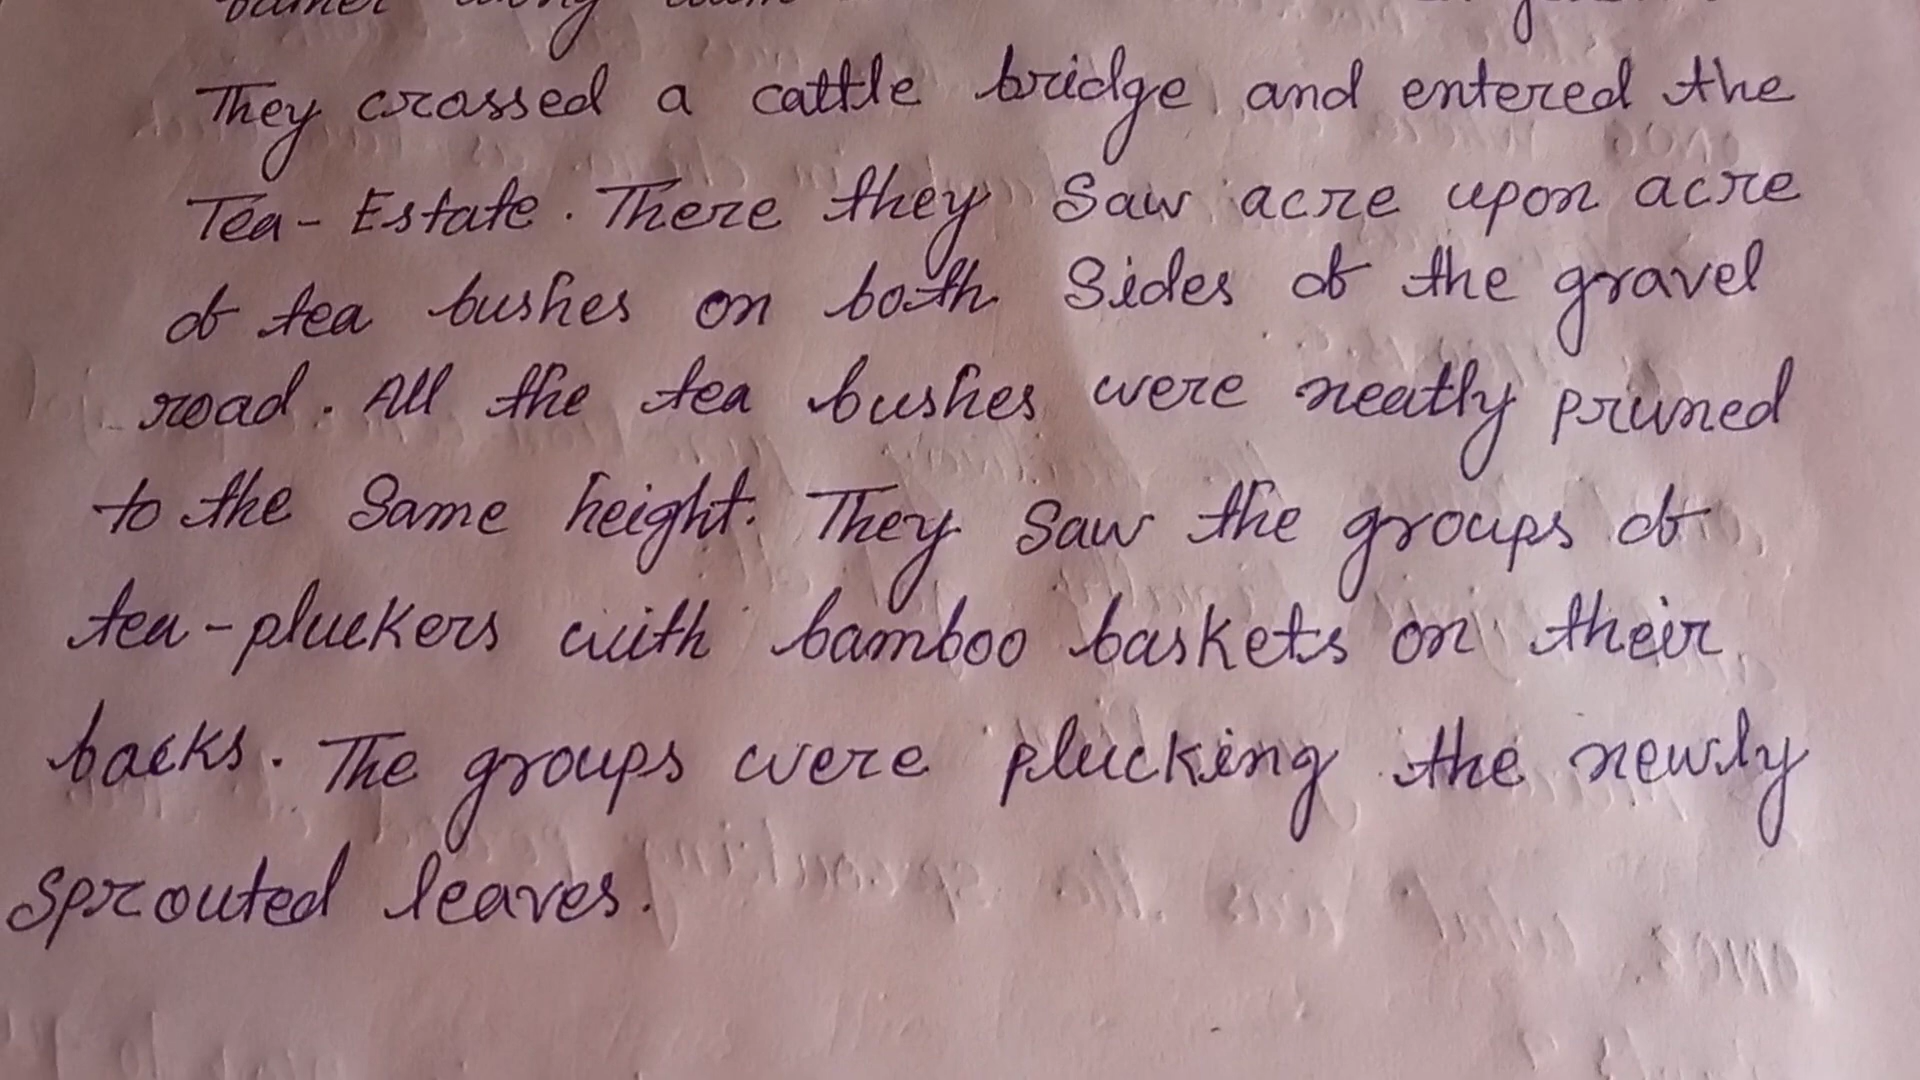 They crossed a cattle bridge and entered the
Tea-Estate. There they Saw acre upon acre
of tea bushes on both Sides of the gravel
road. All the tea bushes were neatly pruned
to the Same height. They Saw the groups of
tea-pluckers with bamboo baskets on their
backs. The groups were plucking the newly
Sprouted leaves.